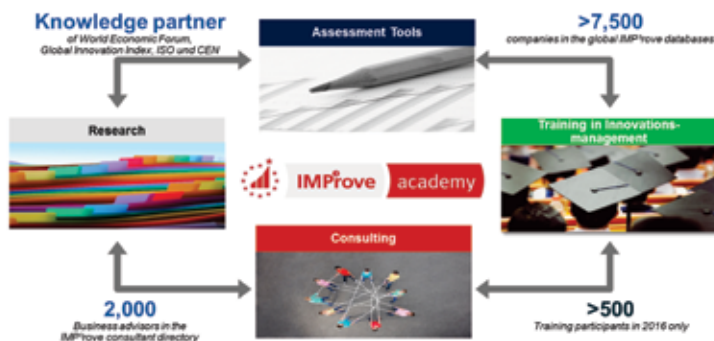 Knowledge partner
of World Economic Forum,
Global Innovation Index, ISO und CEN
Assessment Tools
>7,500
companies in the global IMP³rove databases
Research
Training in Innovations-
management
IMP³rove academy
Consulting
2,000
Business advisors in the
IMP³rove consultant directory
>500
Training participants in 2016 only